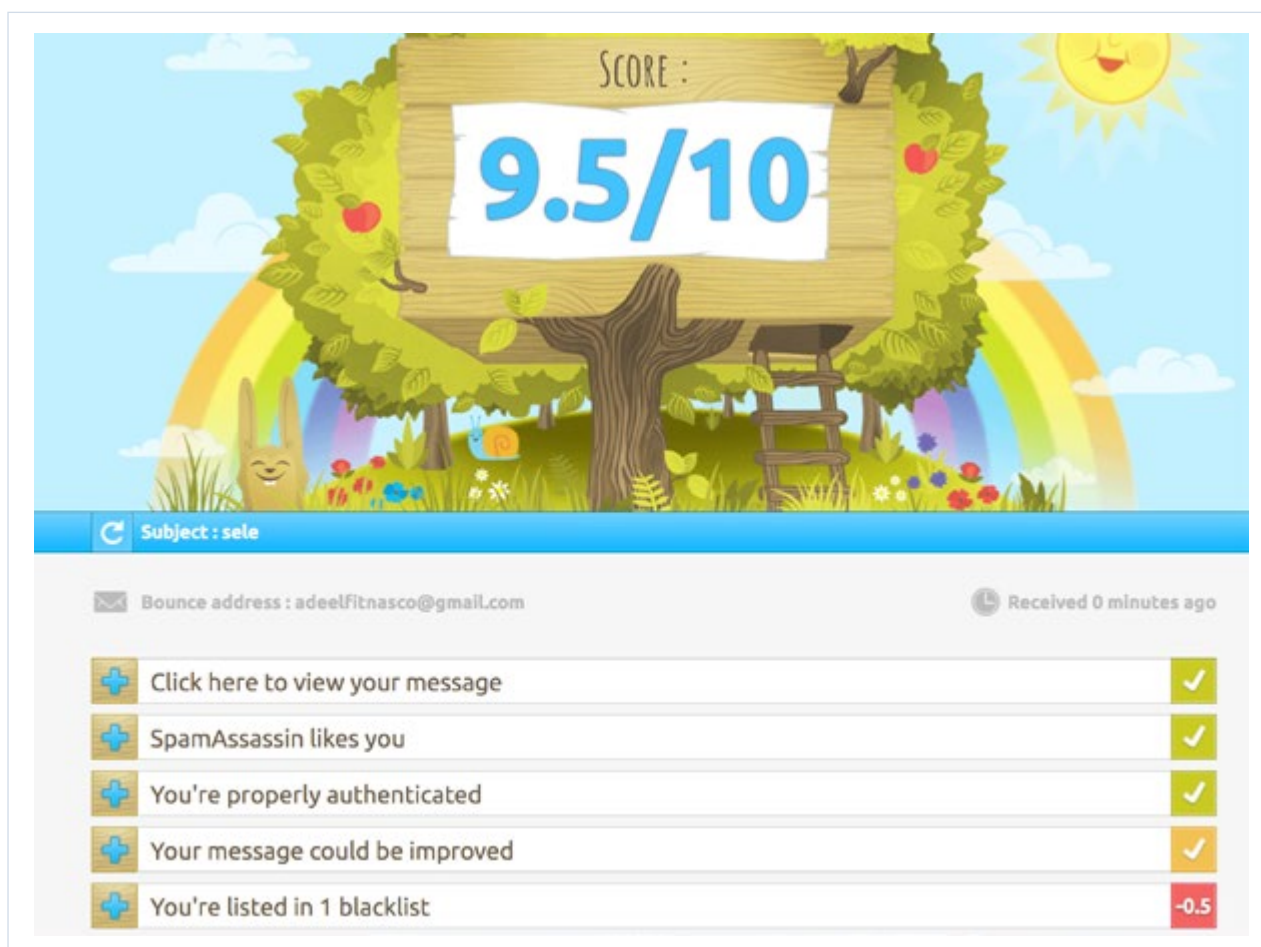 SCORE :
9.5/10
Subject : sele
Bounce address : adeelfitnasco@gmail.com
Received 0 minutes ago
Click here to view your message
SpamAssassin likes you
You're properly authenticated
Your message could be improved
You're listed in 1 blacklist
-0.5